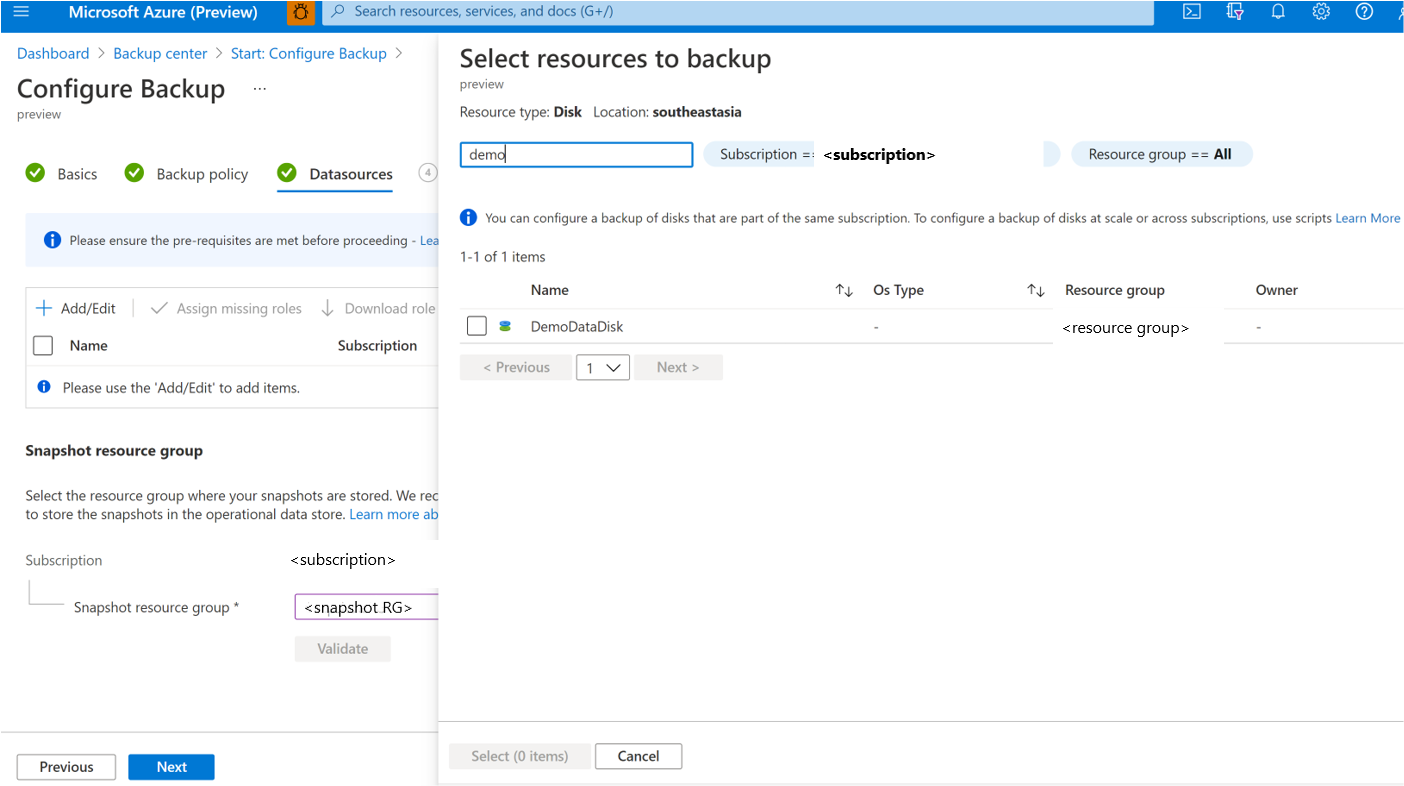 Microsoft Azure (Preview)
Search resources, services, and docs (G+/)
Dashboard > Backup center > Start: Configure Backup >
Configure Backup ...
preview
Basics
Backup policy
Datasources
4
Please ensure the pre-requisites are met before proceeding - Lea
Add/Edit
Assign missing roles
Download role
Name
Subscription
Please use the 'Add/Edit' to add items.
Snapshot resource group
Select the resource group where your snapshots are stored. We rec
to store the snapshots in the operational data store. Learn more ab
Subscription
<subscription>
Snapshot resource group *
<snapshot RG>
Validate
Previous
Next
Select resources to backup
preview
Resource type: Disk Location: southeastasia
demo
Subscription == <subscription>
Resource group == All
You can configure a backup of disks that are part of the same subscription. To configure a backup of disks at scale or across subscriptions, use scripts Learn More
1-1 of 1 items
Name
Os Type
Resource group
Owner
DemoDataDisk
-
<resource group>
-
< Previous
1
Next >
Select (0 items)
Cancel